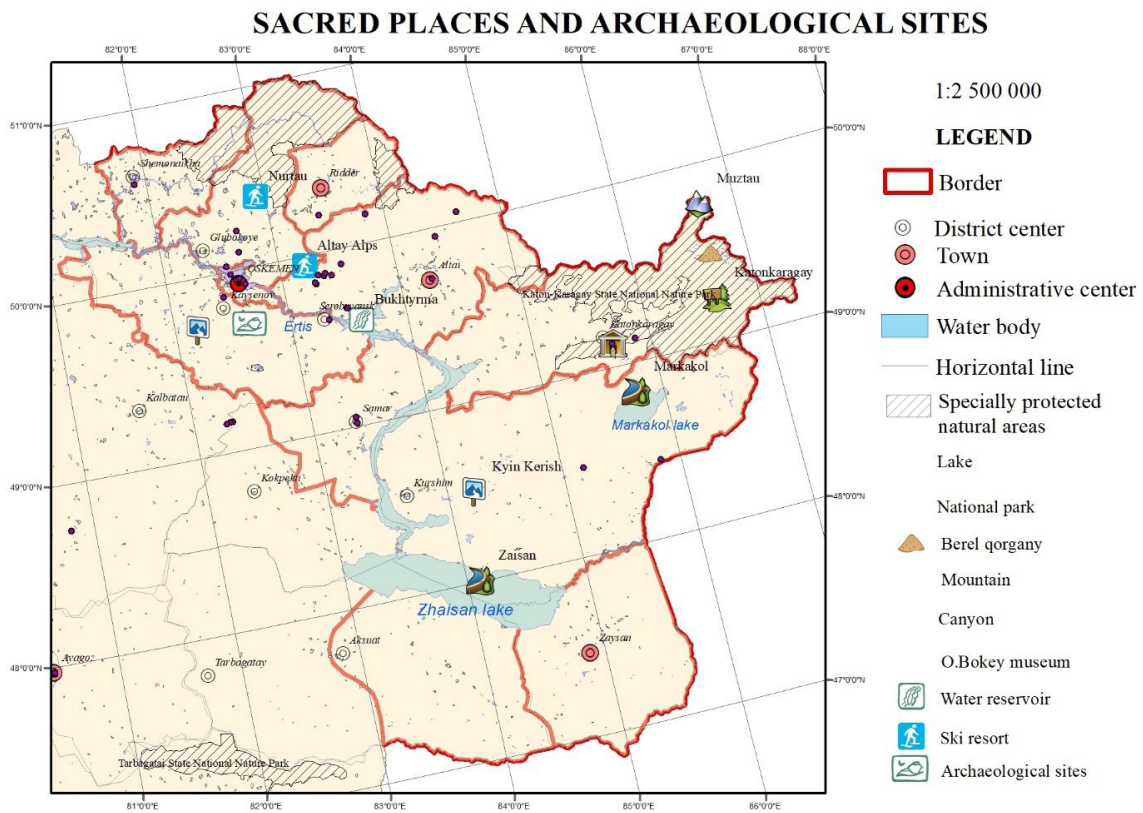 SACRED PLACES AND ARCHAEOLOGICAL SITES
82°0'0"E 83°0'0"E 84°0'0"E 85°0'0"E 86°0'0"E 87°0'0"E 88°0'0"E
51°0'0"N
50°0'0"N
49°0'0"N
48°0'0"N
50°0'0"N
49°0'0"N
48°0'0"N
47°0'0"N
Shemonaikha
Nurtau
Ridder
Muztau
Glubokoye
Altay Alps
OSKEMEN
Altai
Katonkaragay
Kaysenov
Serebryansk
Bukhtyrma
Katon-Karagay State National Nature Park
Ertis
Katonkaragay
Markakol
Kalbatau
Samar
Markakol lake
Kyin Kerish
Kokpekti
Kurshim
Zaisan
Zhaisan lake
Aksuat
Zaysan
Ayagoz
Tarbagatay
Tarbagatai State National Nature Park
81°0'0"E 82°0'0"E 83°0'0"E 84°0'0"E 85°0'0"E 86°0'0"E
1:2 500 000
LEGEND
Border
District center
Town
Administrative center
Water body
Horizontal line
Specially protected
natural areas
Lake
National park
Berel qorgany
Mountain
Canyon
O.Bokey museum
Water reservoir
Ski resort
Archaeological sites